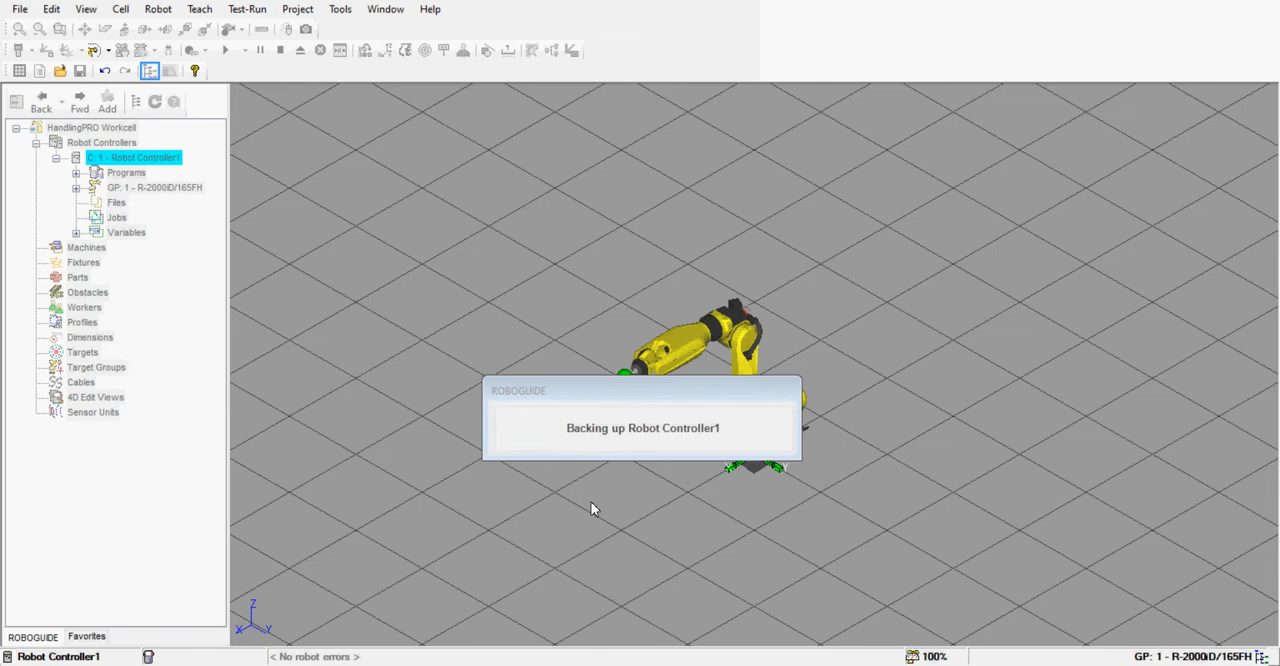 File Edit View Cell Robot Teach Test-Run Project Tools Window Help
Back Fwd Add
HandlingPRO Workcell
Robot Controllers
C: 1 - Robot Controller1
Programs
GP: 1 - R-2000iD/165FH
Files
Jobs
Variables
Machines
Fixtures
Parts
Obstacles
Workers
Profiles
Dimensions
Targets
Target Groups
Cables
4D Edit Views
Sensor Units
ROBOGUIDE
Backing up Robot Controller1
Z
X Y
ROBOGUIDE Favorites
Robot Controller1 < No robot errors > 100% GP: 1 - R-2000iD/165FH